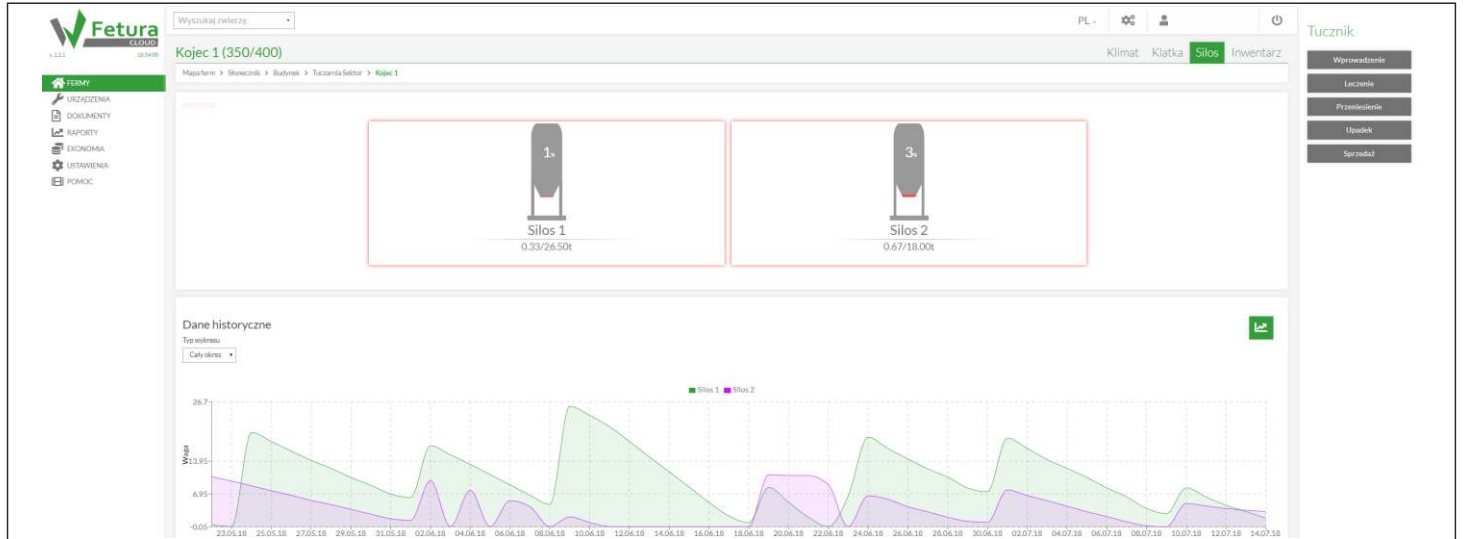 Fetura
CLOUD
v. 1.2.1
Wyszukaj zwierzę
PL
Tucznik
Kojec 1 (350/400)
Klimat Klatka Silos Inwentarz
Mapa ferm > Słonecznik > Budynek > Tuczarnia Sektor > Kojec 1
Wprowadzenie
Leczenie
Przeniesienie
Upadek
Sprzedaż
FERMY
URZĄDZENIA
DOKUMENTY
RAPORTY
EKONOMIA
USTAWIENIA
POMOC
1%
3%
Silos 1
0.33/26.50t
Silos 2
0.67/18.00t
Dane historyczne
Typ wykresu
Cały okres
Silos 1 Silos 2
Waga
26.7
13.95
6.95
-0.05
23.05.18 25.05.18 27.05.18 29.05.18 31.05.18 02.06.18 04.06.18 06.06.18 08.06.18 10.06.18 12.06.18 14.06.18 16.06.18 18.06.18 20.06.18 22.06.18 24.06.18 26.06.18 28.06.18 30.06.18 02.07.18 04.07.18 06.07.18 08.07.18 10.07.18 12.07.18 14.07.18